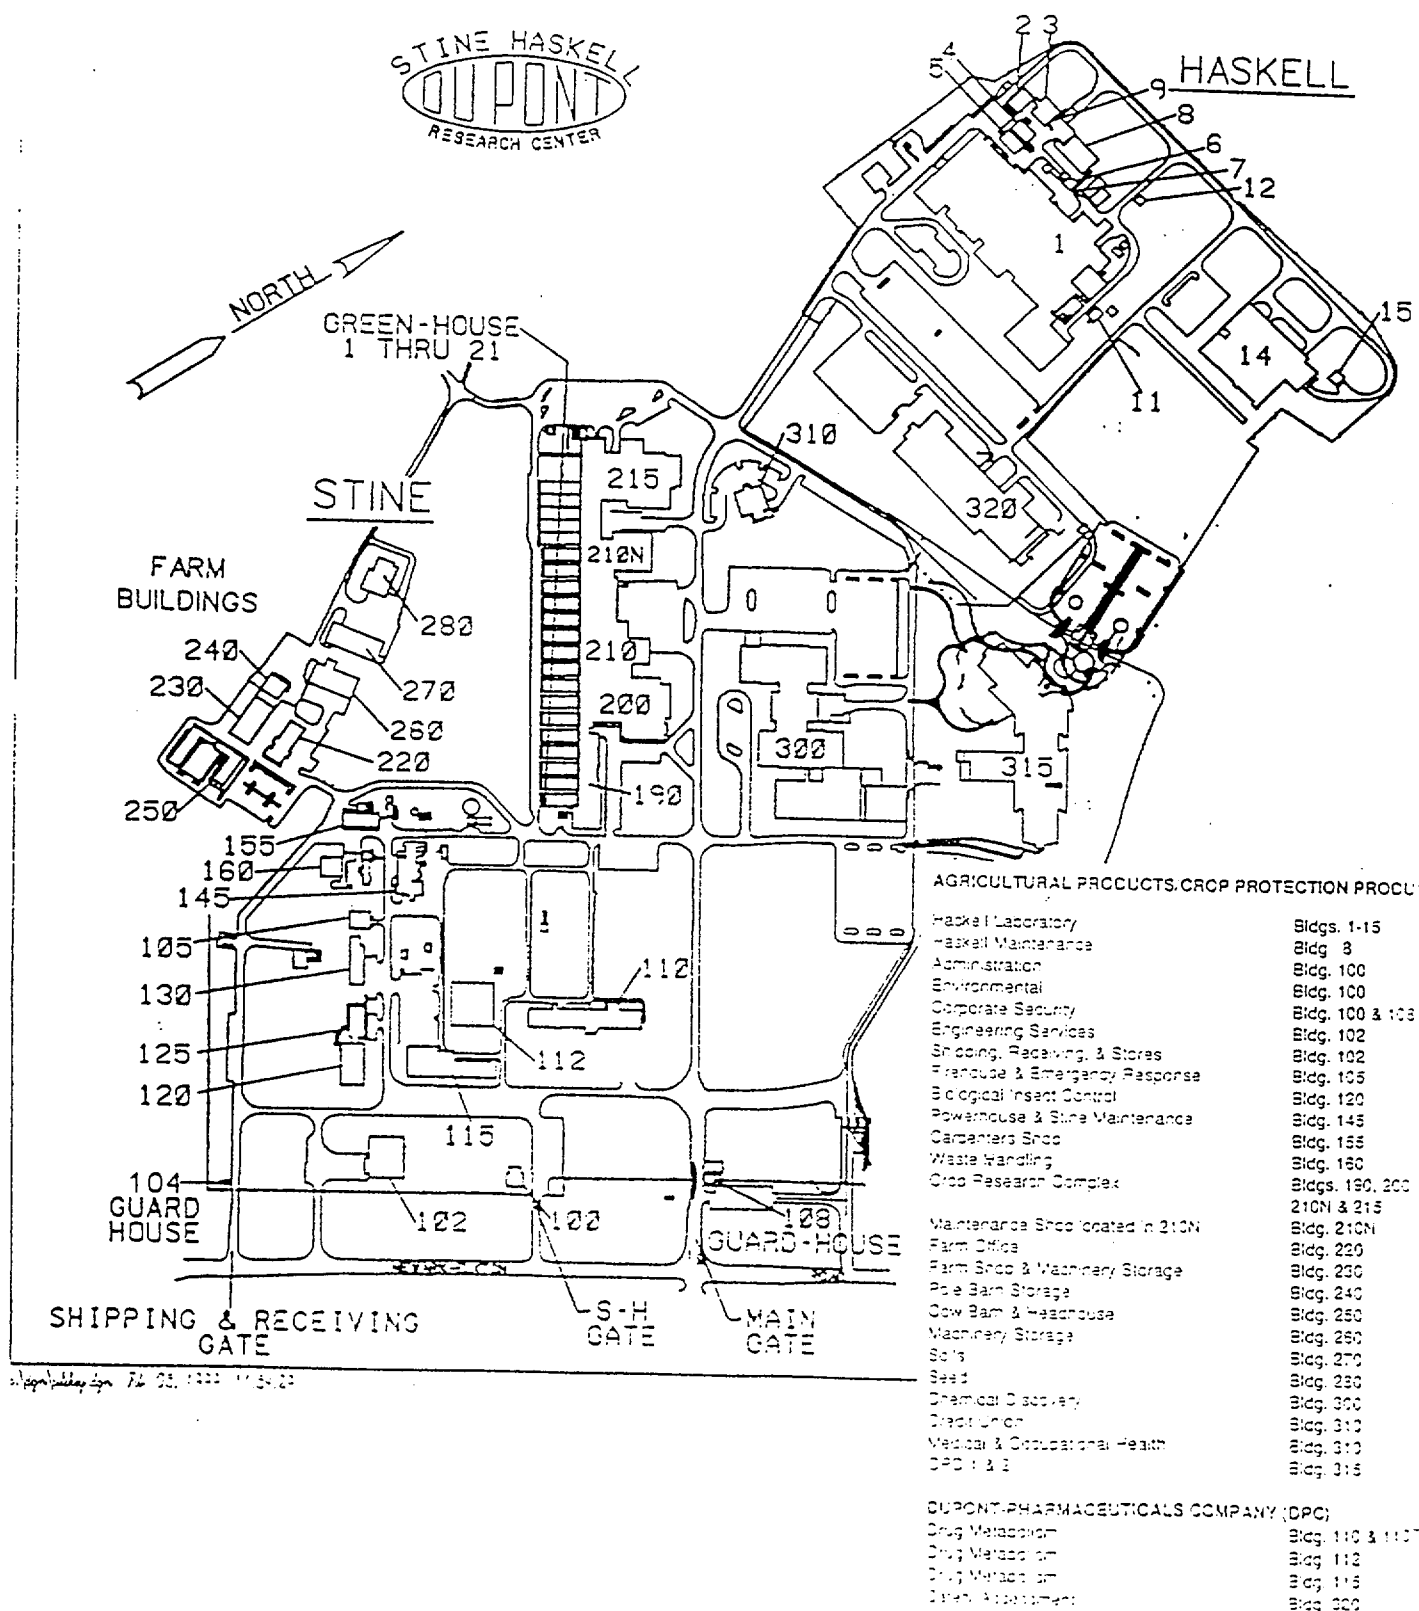 STINE HASKELL
DUPONT
RESEARCH CENTER
HASKELL
2 3
4
5
9
8
6
7
12
1
15
14
11
NORTH
GREEN-HOUSE
1 THRU 21
310
215
STINE
320
210N
FARM
BUILDINGS
280
240
210
230
270
200
260
300
220
315
190
250
155
160
145
105
110
130
125
112
120
115
104
GUARD
HOUSE
102
100
108
GUARD-HOUSE
SHIPPING & RECEIVING
GATE
S-H
GATE
MAIN
GATE
AGRICULTURAL PRODUCTS/CROP PROTECTION PRODU
Haskell Laboratory Bldgs. 1-15
Haskell Maintenance Bldg 8
Administration Bldg. 100
Environmental Bldg. 100
Corporate Security Bldg. 100 & 108
Engineering Services Bldg. 102
Shipping, Receiving, & Stores Bldg. 102
Firehouse & Emergency Response Bldg. 105
Biological Insect Control Bldg. 120
Powerhouse & Stine Maintenance Bldg. 145
Carpenters Shop Bldg. 155
Waste Handling Bldg. 160
Crop Research Complex Bldgs. 190, 200
210N & 215
Maintenance Shop located in 210N Bldg. 210N
Farm Office Bldg. 220
Farm Shop & Machinery Storage Bldg. 230
Pole Barn Storage Bldg. 240
Cow Barn & Headhouse Bldg. 250
Machinery Storage Bldg. 260
Soils Bldg. 270
Seed Bldg. 280
Chemical Discovery Bldg. 300
Credit Union Bldg. 310
Medical & Occupational Health Bldg. 310
CPD 1 & 2 Bldg. 315
DUPONT-PHARMACEUTICALS COMPANY (DPC)
Drug Metabolism Bldg. 110 & 110T
Drug Metabolism Bldg 112
Drug Metabolism Bldg 115
Safety Assessment Bldg 320